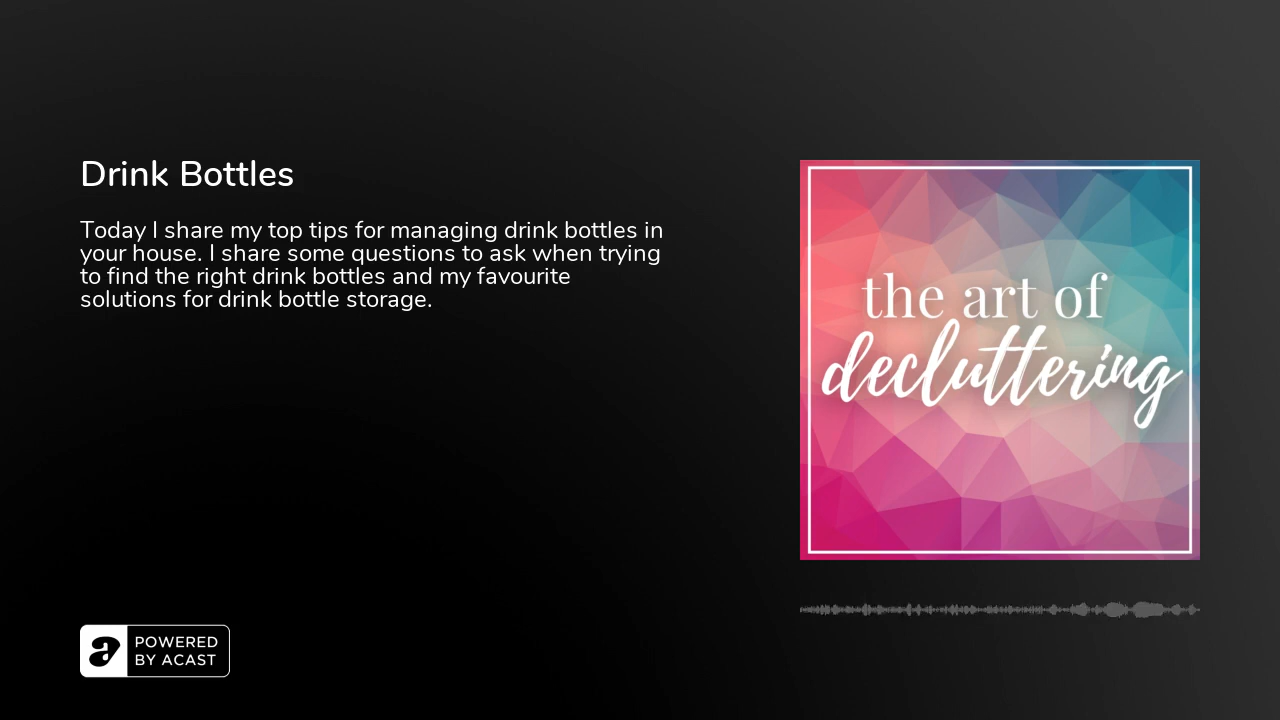 Drink Bottles
Today I share my top tips for managing drink bottles in
your house. I share some questions to ask when trying
to find the right drink bottles and my favourite
solutions for drink bottle storage.
the art of
decluttering
POWERED
BY ACAST